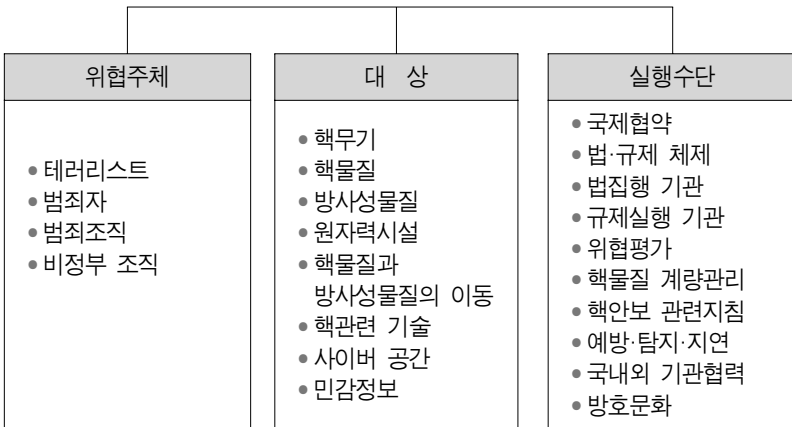 위협주체
• 테러리스트
• 범죄자
• 범죄조직
• 비정부 조직
대 상
• 핵무기
• 핵물질
• 방사성물질
• 원자력시설
• 핵물질과
방사성물질의 이동
• 핵관련 기술
• 사이버 공간
• 민감정보
실행수단
• 국제협약
• 법·규제 체제
• 법집행 기관
• 규제실행 기관
• 위협평가
• 핵물질 계량관리
• 핵안보 관련지침
• 예방·탐지·지연
• 국내외 기관협력
• 방호문화